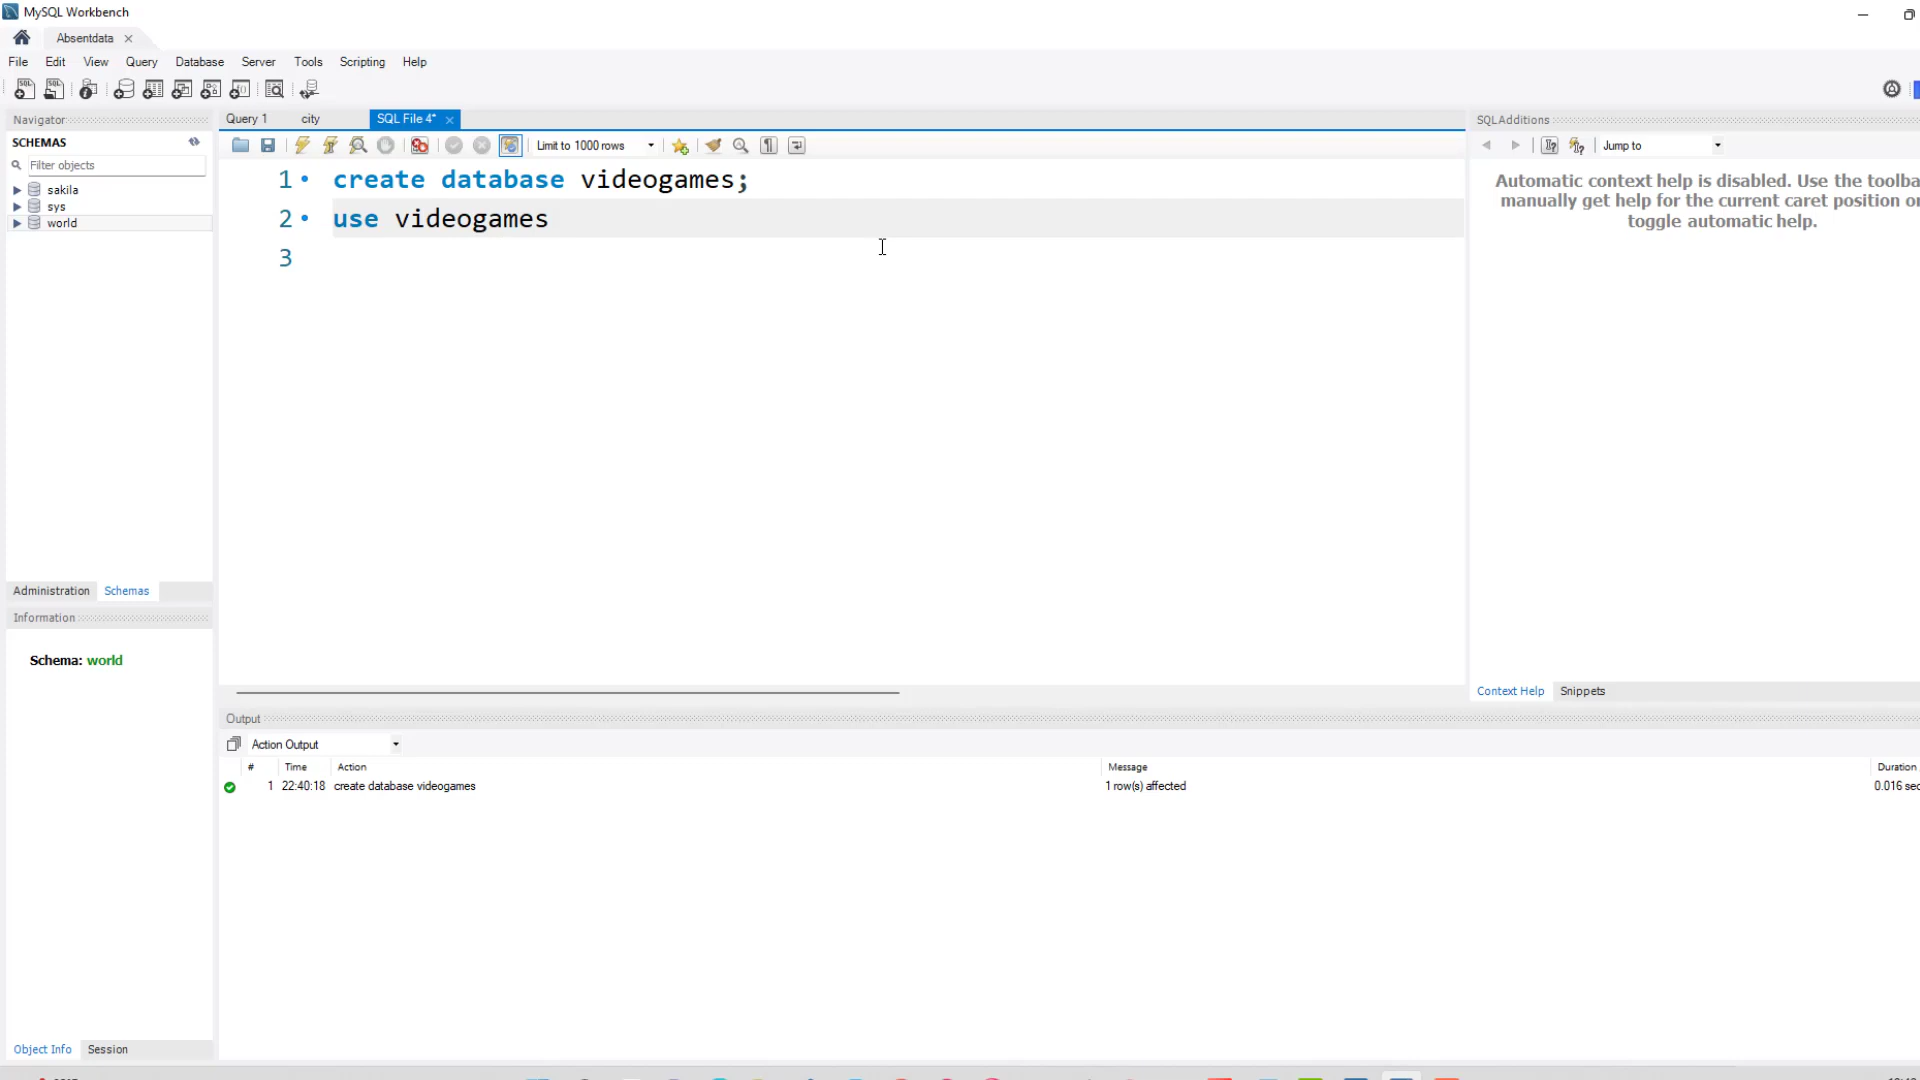 MySQL Workbench
Absentdata
File Edit View Query Database Server Tools Scripting Help
Navigator
SCHEMAS
Filter objects
sakila
sys
world
Administration Schemas
Information
Schema: world
Object Info Session
Query 1 city SQL File 4*
Limit to 1000 rows
1 create database videogames;
2 use videogames
3
Output
Action Output
# Time Action Message Duration
1 22:40:18 create database videogames 1 row(s) affected 0.016 sec
SQLAdditions
Jump to
Automatic context help is disabled. Use the toolba
manually get help for the current caret position or
toggle automatic help.
Context Help Snippets